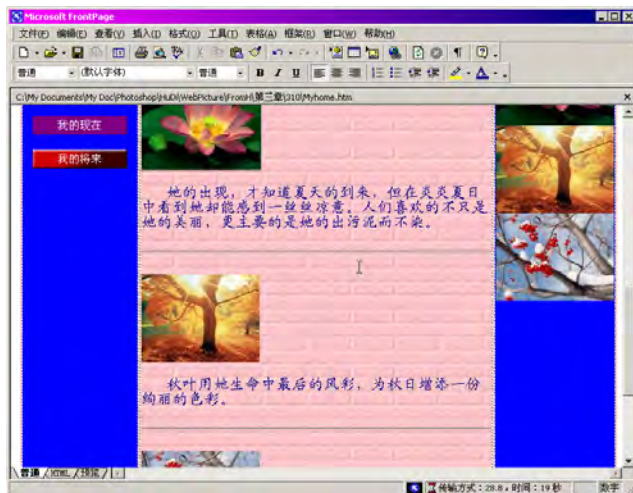 Microsoft FrontPage
文件(F) 编辑(E) 查看(V) 插入(I) 格式(O) 工具(T) 表格(A) 框架(R) 窗口(W) 帮助(H)
普通 (默认字体) 普通 B I U A
C:\My Documents\My Doc\Photoshop\HuDi\WebPicture\FromHi\第三章\310\Myhome.htm
我的现在
我的将来
她的出现，才知道夏天的到来，但在炎炎夏日
中看到她却能感到一丝丝凉意。人们喜欢的不只是
她的美丽，更主要的是她的出污泥而不染。
秋叶用她生命中最后的风彩，为秋日增添一份
绚丽的色彩。
普通 HTML 预览
传输方式：28.8，时间：19 秒 数字